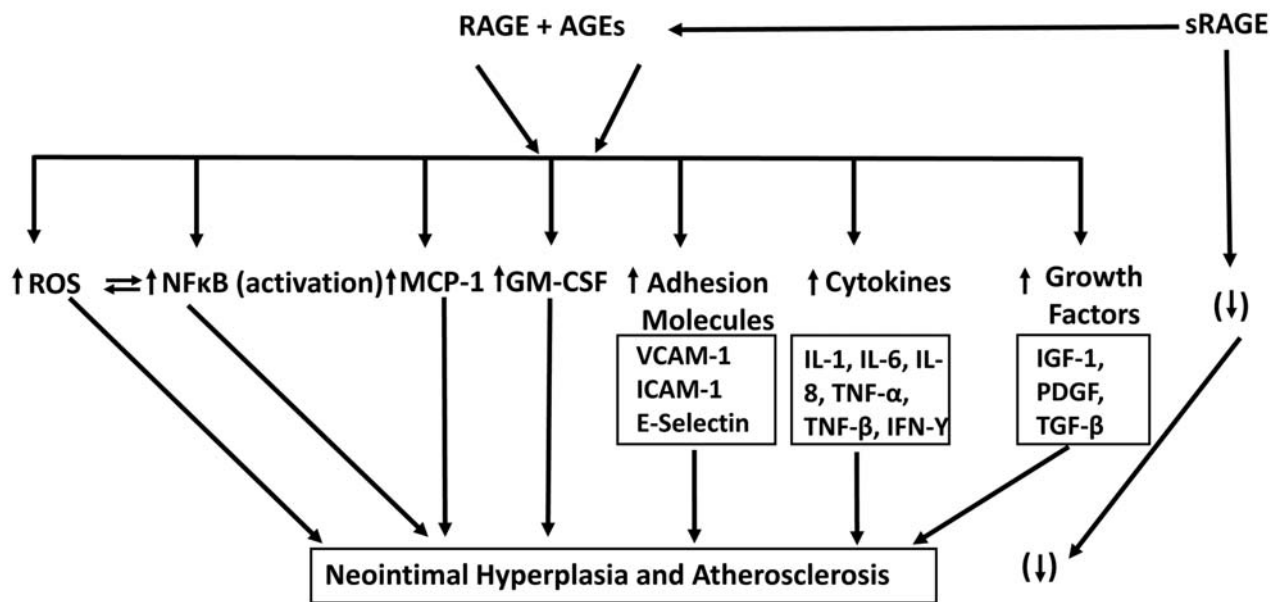 RAGE + AGEs
sRAGE
↑ROS ⇌ ↑NFκB (activation) ↑MCP-1 ↑GM-CSF ↑ Adhesion
Molecules
↑ Cytokines
↑ Growth
Factors
(↓)
VCAM-1
ICAM-1
E-Selectin
IL-1, IL-6, IL-
8, TNF-α,
TNF-β, IFN-Y
IGF-1,
PDGF,
TGF-β
Neointimal Hyperplasia and Atherosclerosis
(↓)